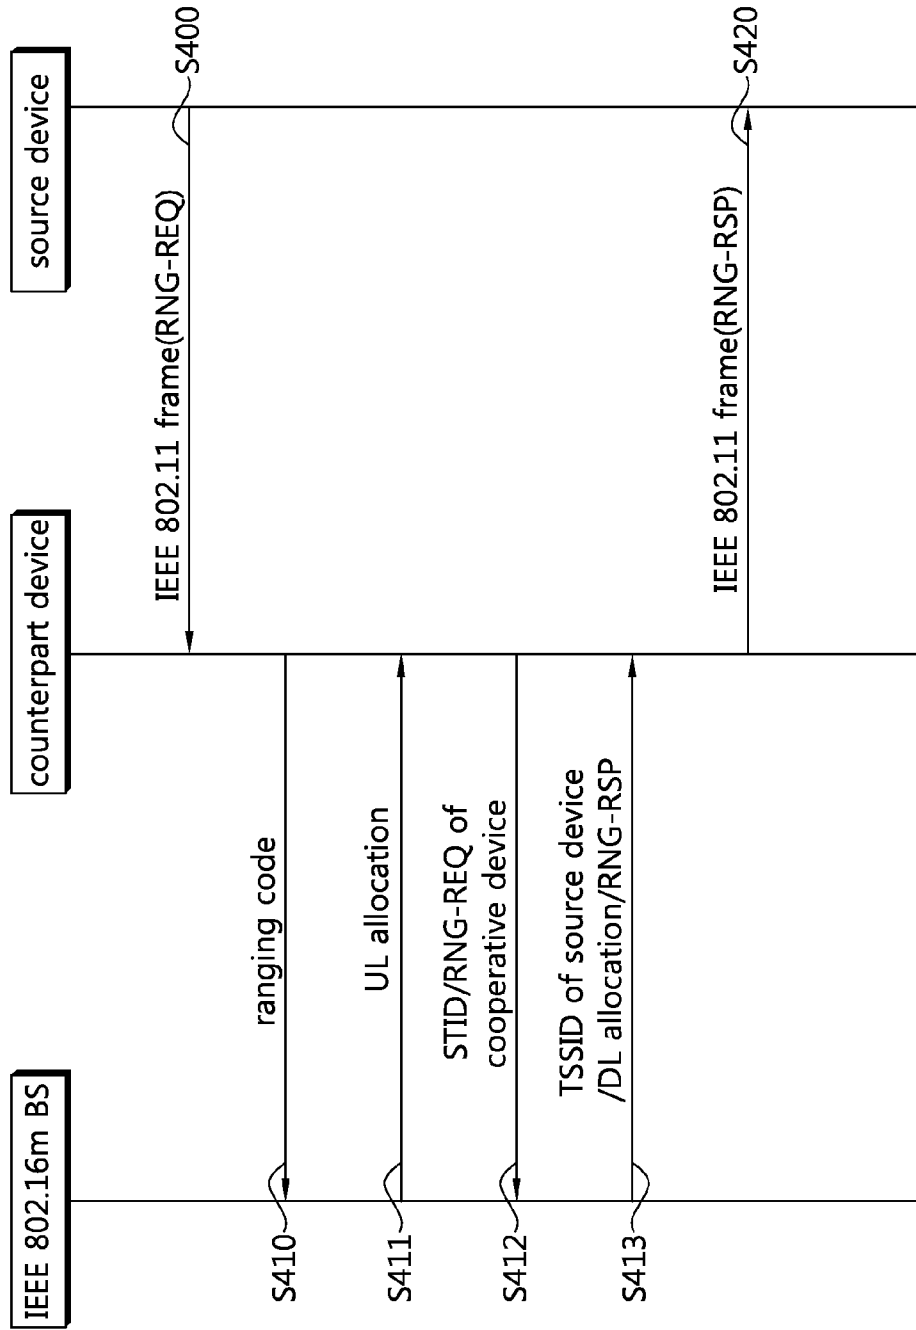 IEEE 802.16m BS
counterpart device
source device
IEEE 802.11 frame(RNG-REQ)
S400
ranging code
S410
UL allocation
S411
STID/RNG-REQ of
cooperative device
S412
TSSID of source device
/DL allocation/RNG-RSP
S413
IEEE 802.11 frame(RNG-RSP)
S420